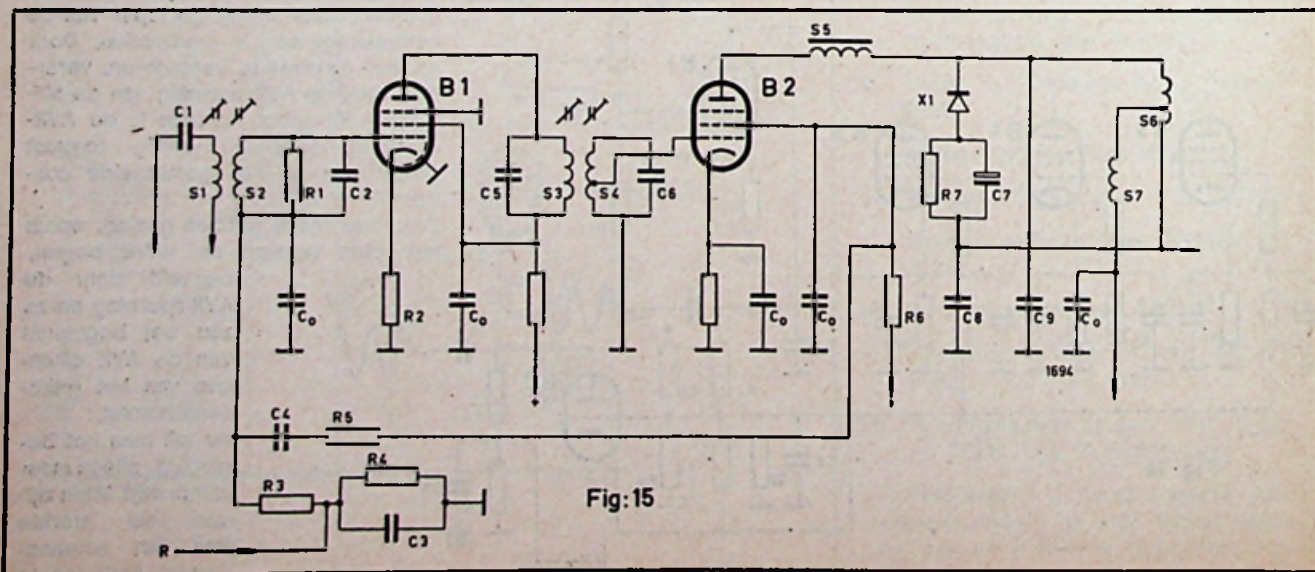 S5
B1
B2
C1
X1
S6
S1
S2
R1
C2
C5
S3
S4
C6
R7
C7
S7
C₀
R2
C₀
C₀
C₀
R6
C8
C9
C₀
1694
+
C4
R5
R4
R3
Fig:15
R
C3